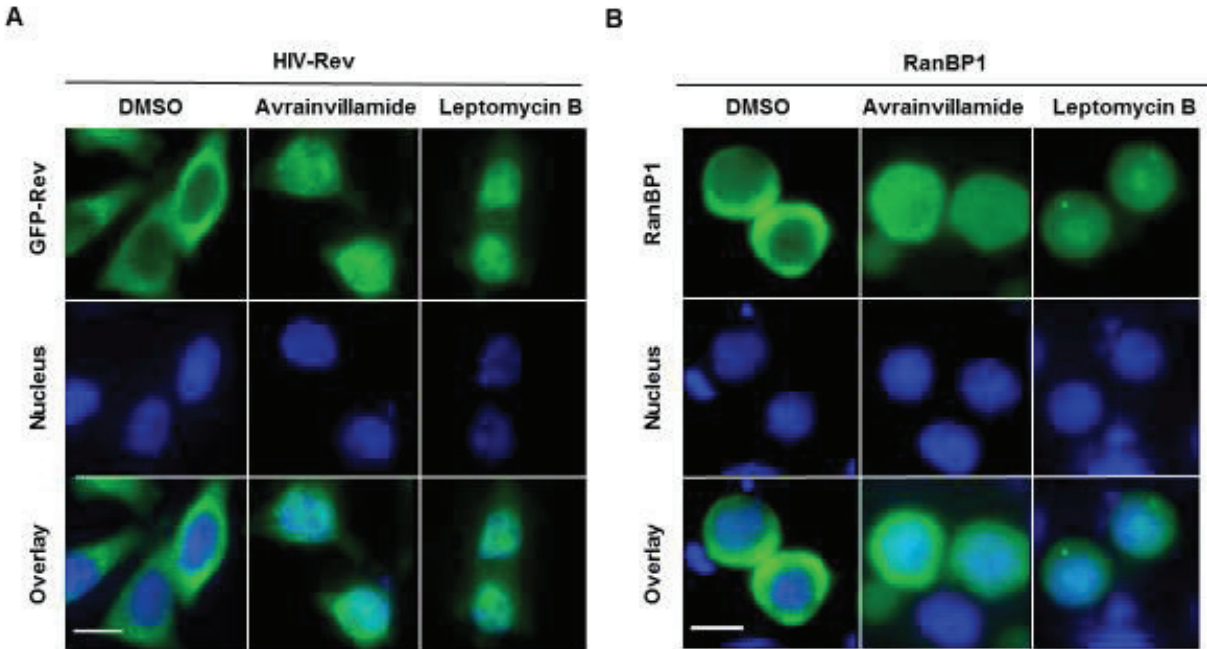 A
B
HIV-Rev
RanBP1
DMSO Avrainvillamide Leptomycin B
DMSO Avrainvillamide Leptomycin B
GFP-Rev
RanBP1
Nucleus
Nucleus
Overlay
Overlay